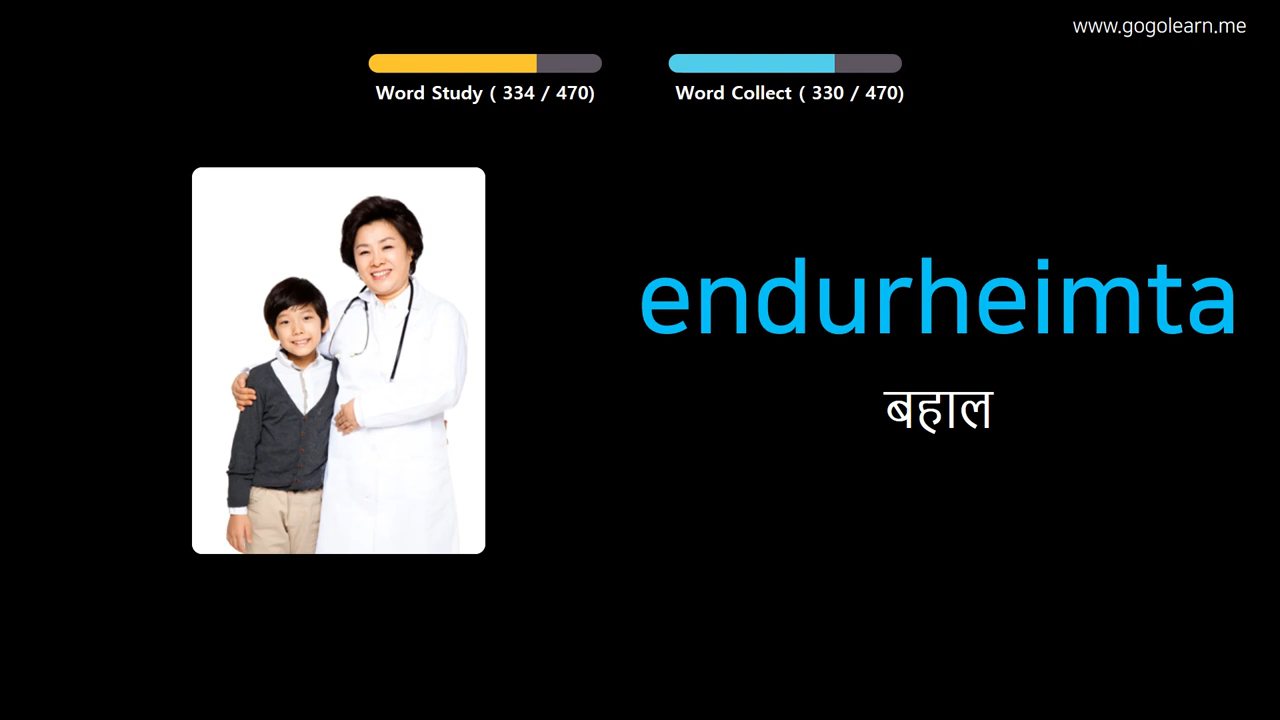 www.gogolearn.me
Word Study ( 334 / 470)
Word Collect ( 330 / 470)
endurheimta
बहाल